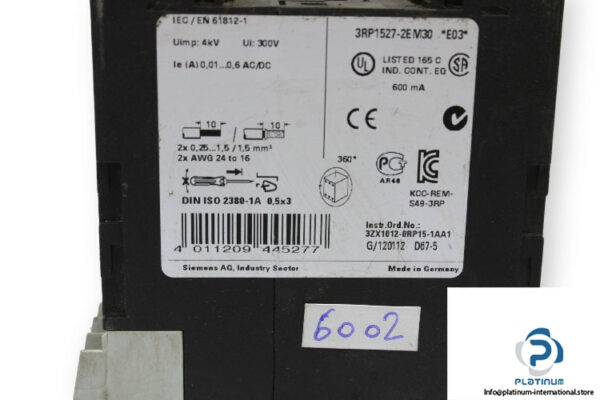 IEC / EN 61812-1
Uimp: 4kV Ui: 300V
Ie (A) 0,01...0,6 AC/DC
3RP1527-2EM30 *E03*
UL LISTED 165 C
IND. CONT. EQ
SA
600 mA
CE
10 / 10
2x 0,25...1,5 / 1,5 mm²
2x AWG 24 to 16
360°
АЯ46
KCC-REM-
S49-3RP
DIN ISO 2380-1A 0,5x3
Instr.Ord.No.:
3ZX1012-0RP15-1AA1
G/120112 D67-5
4 011209 445277
Siemens AG, Industry Sector
Made in Germany
6002
PLATINUM
Info@platinum-international.store